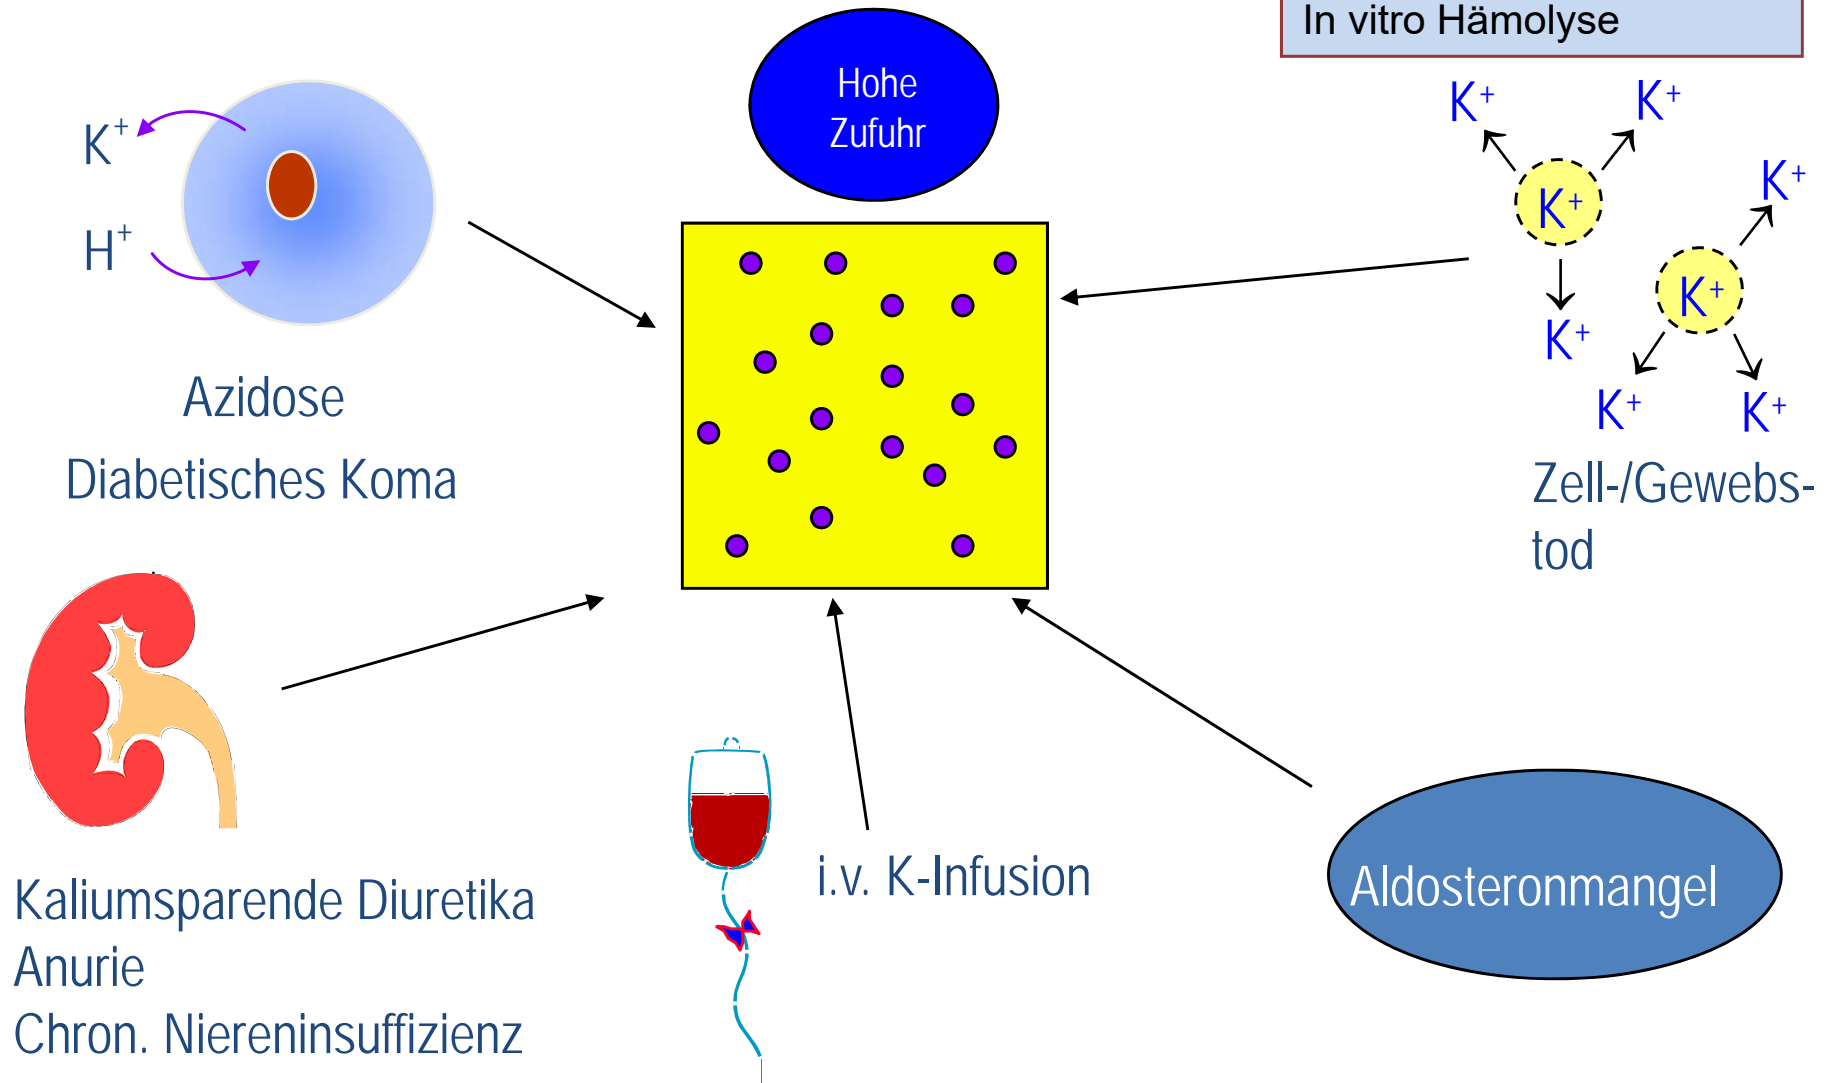 In vitro Hämolyse
Hohe
Zufuhr
K+
H+
Azidose
Diabetisches Koma
K+
K+
K+
K+
K+
K+
K+
K+
Zell-/Gewebs-
tod
Kaliumsparende Diuretika
Anurie
Chron. Niereninsuffizienz
i.v. K-Infusion
Aldosteronmangel